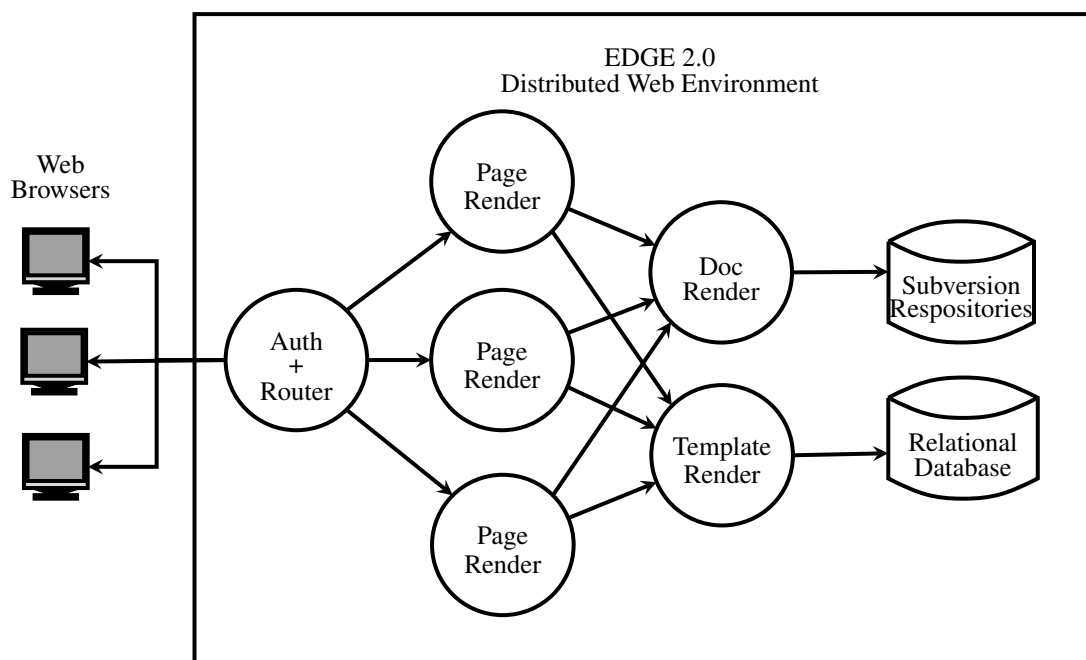 EDGE 2.0
Distributed Web Environment
Web
Browsers
Auth
+
Router
Page
Render
Page
Render
Page
Render
Doc
Render
Template
Render
Subversion
Respositories
Relational
Database